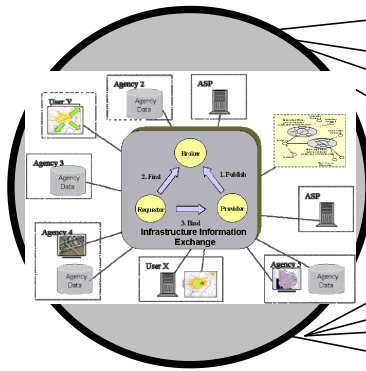 Agency 2
Agency
Data
ASP
User Y
Broker
2. Find
1. Publish
Agency 3
Agency
Data
Requestor
Provider
3. Bind
Infrastructure Information
Exchange
ASP
Agency 4
Agency
Data
User X
Agency 5
Agency
Data